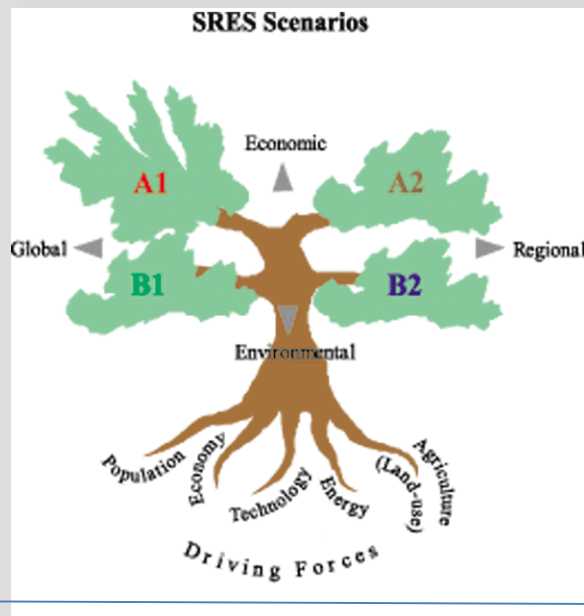 SRES Scenarios
Economic
A1
A2
Global
Regional
B1
B2
Environmental
Population
Economy
Technology
Energy
Agriculture
(Land-use)
Driving Forces